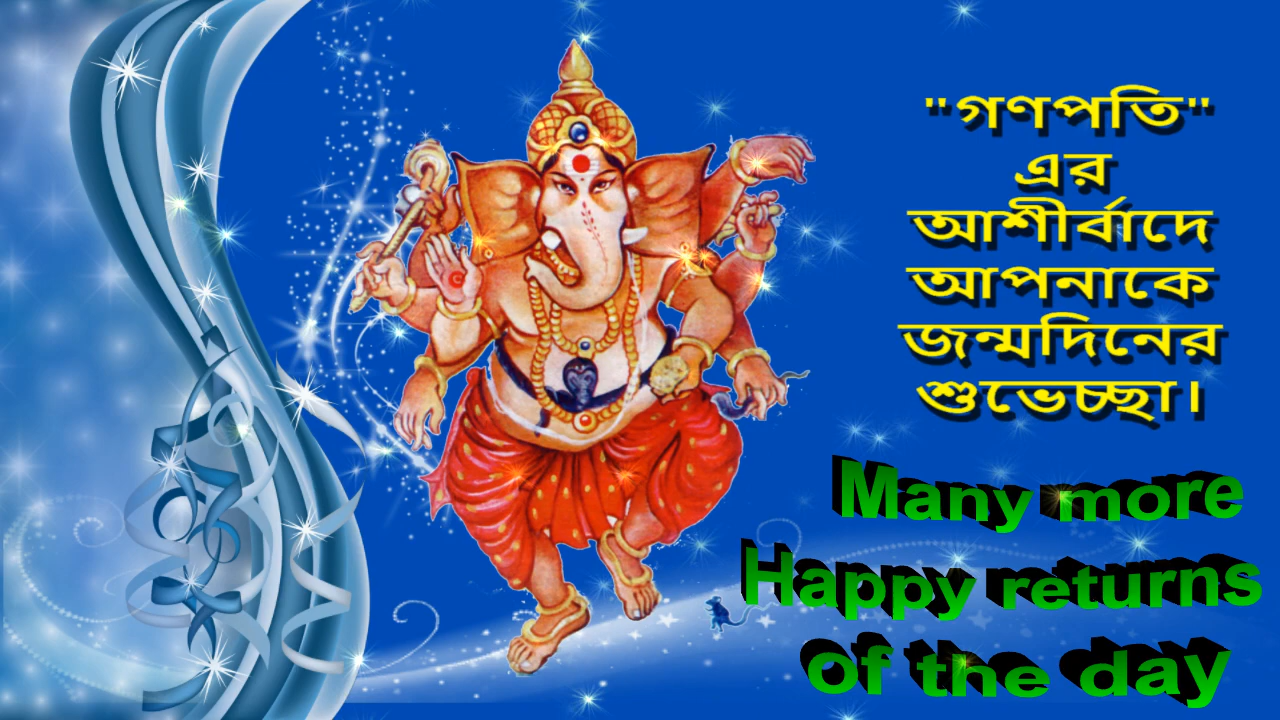 "গণপতি"
এর
আশীর্বাদে
আপনাকে
জন্মদিনের
শুভেচ্ছা।
Many more
Happy returns
of the day